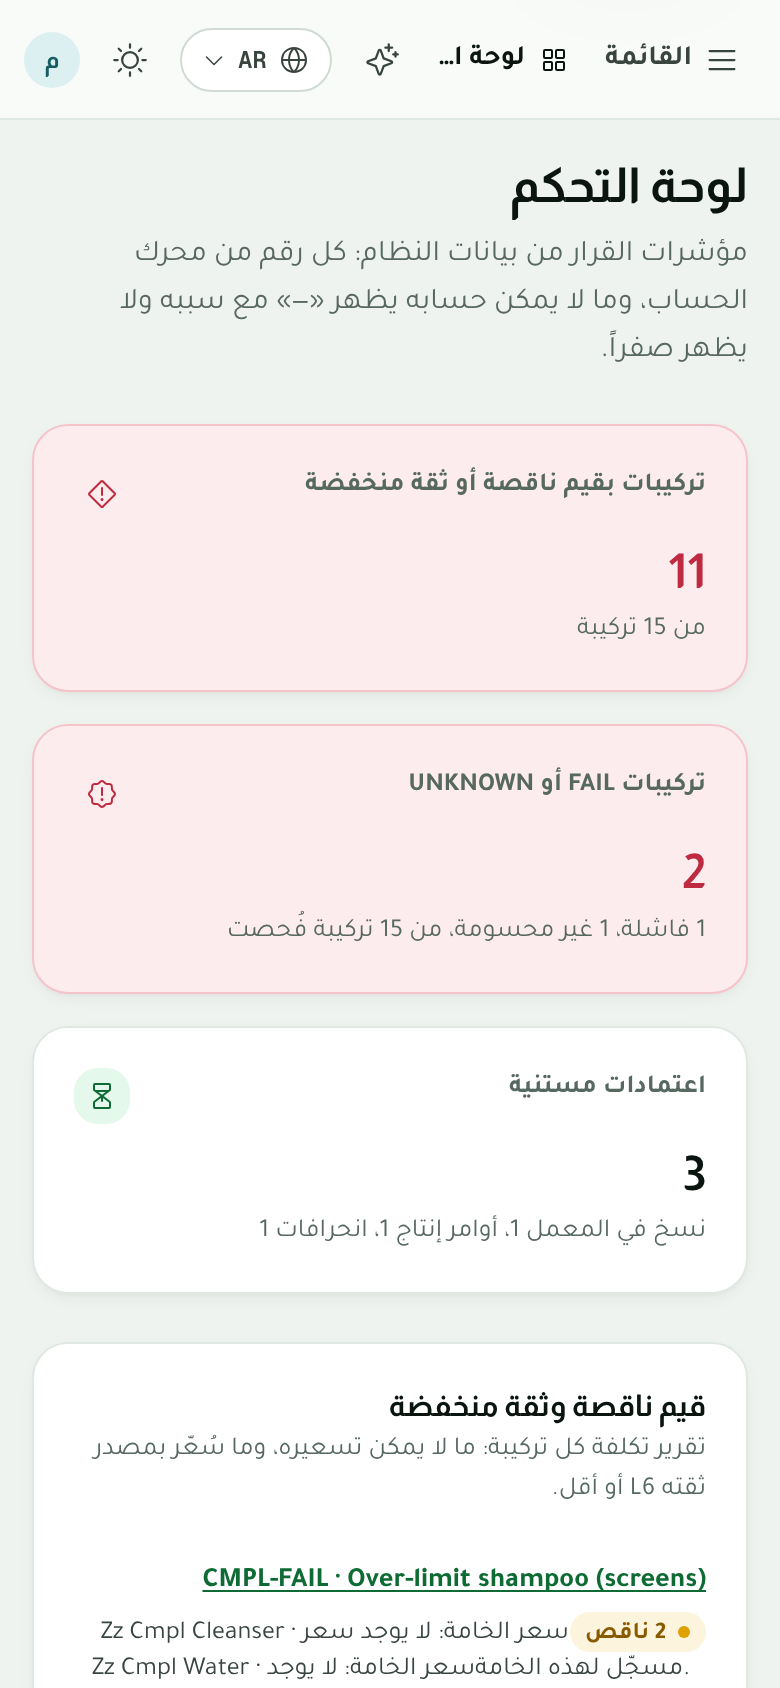 القائمة
لوحة ا...
AR
م
لوحة التحكم
مؤشرات القرار من بيانات النظام: كل رقم من محرك
الحساب، وما لا يمكن حسابه يظهر «—» مع سببه ولا
يظهر صفراً.
تركيبات بقيم ناقصة أو ثقة منخفضة
11
من 15 تركيبة
تركيبات FAIL أو UNKNOWN
2
1 فاشلة، 1 غير محسومة، من 15 تركيبة فُحصت
اعتمادات مستنية
3
نسخ في المعمل 1، أوامر إنتاج 1، انحرافات 1
قيم ناقصة وثقة منخفضة
تقرير تكلفة كل تركيبة: ما لا يمكن تسعيره، وما سُعّر بمصدر
ثقته L6 أو أقل.
CMPL-FAIL · Over-limit shampoo (screens)
2 ناقص سعر الخامة: لا يوجد سعر · Zz Cmpl Cleanser
مسجّل لهذه الخامة.سعر الخامة: لا يوجد · Zz Cmpl Water